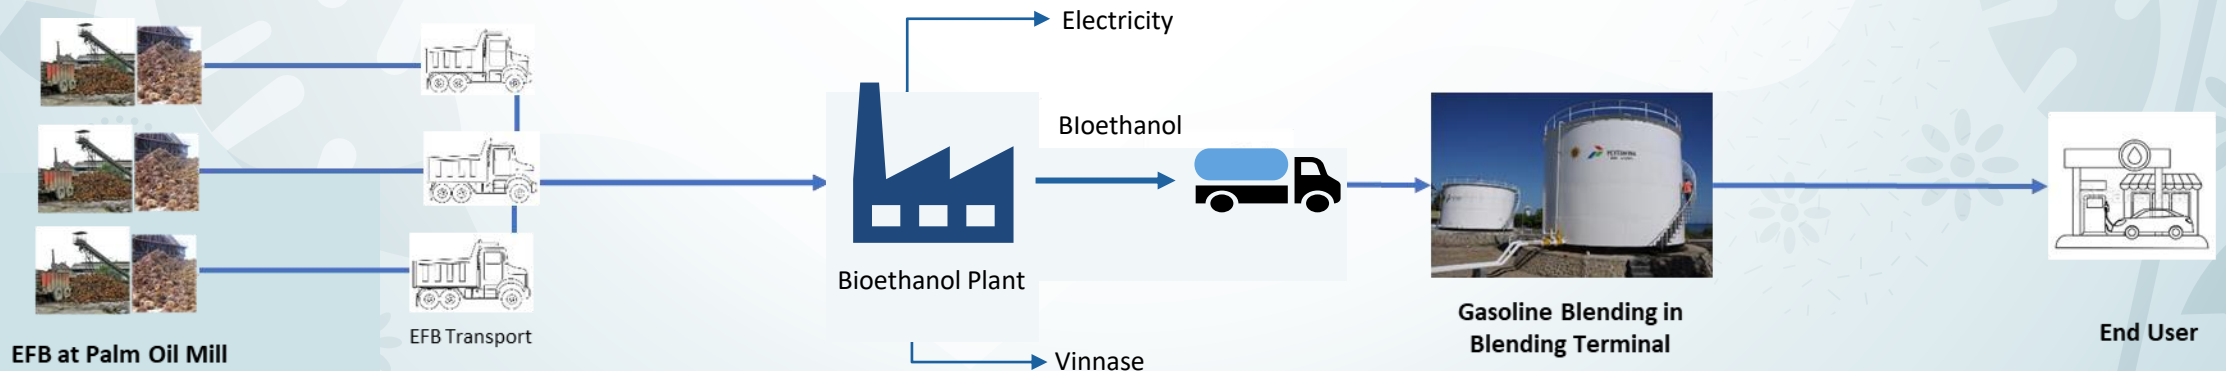 Electricity
BIoethanol
Bioethanol Plant
Vinnase
EFB Transport
EFB at Palm Oil Mill
PERTAMINA
Gasoline Blending in
Blending Terminal
End User